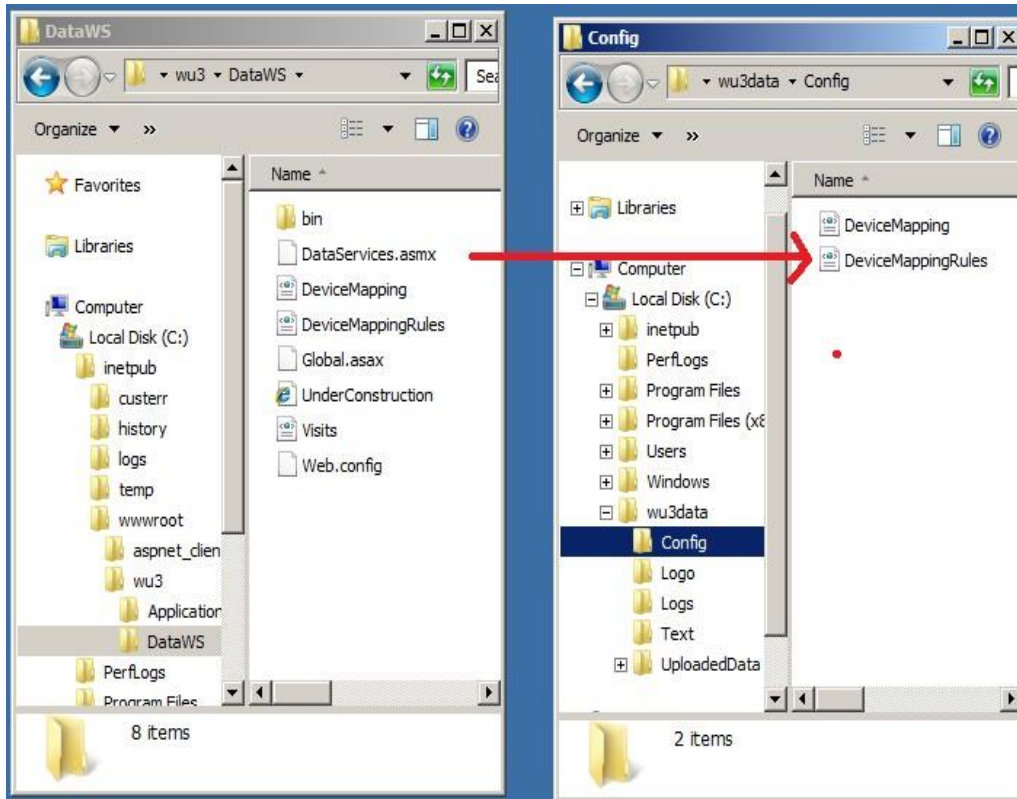 DataWS
wu3 DataWS
Sea
Organize »
Favorites
Libraries
Computer
Local Disk (C:)
inetpub
custerr
history
logs
temp
wwwroot
aspnet_clien
wu3
Application
DataWS
PerfLogs
Program Files
Name
bin
DataServices.asmx
DeviceMapping
DeviceMappingRules
Global.asax
UnderConstruction
Visits
Web.config
8 items
Config
wu3data Config
Organize »
Libraries
Computer
Local Disk (C:)
inetpub
PerfLogs
Program Files
Program Files (x8
Users
Windows
wu3data
Config
Logo
Logs
Text
UploadedData
Name
DeviceMapping
DeviceMappingRules
2 items